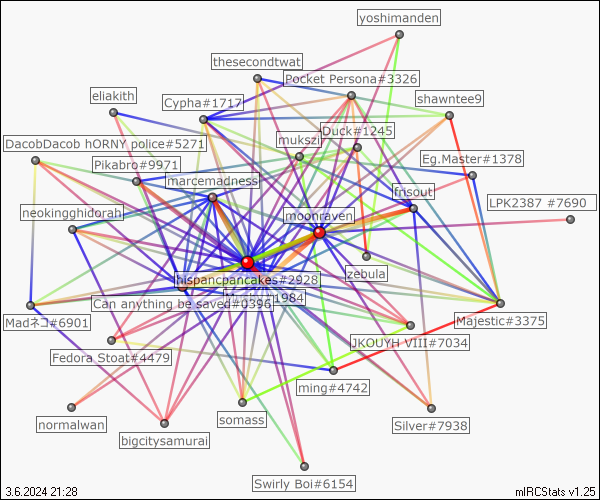 yoshimanden
thesecondtwat
Pocket Persona#3326
eliakith
Cypha#1717
shawntee9
Duck#1245
DacobDacob hORNY police#5271
mukszi
Pikabro#9971
Eg.Master#1378
marcemadness
frisout
LPK2387 #7690
neokingghidorah
moonraven
zebula
hispancpancakes#2928
1984
Can anything be saved#0396
Madネコ#6901
Majestic#3375
JKOUYH VIII#7034
Fedora Stoat#4479
ming#4742
normalwan
somass
Silver#7938
bigcitysamurai
Swirly Boi#6154
3.6.2024 21:28
mIRCStats v1.25